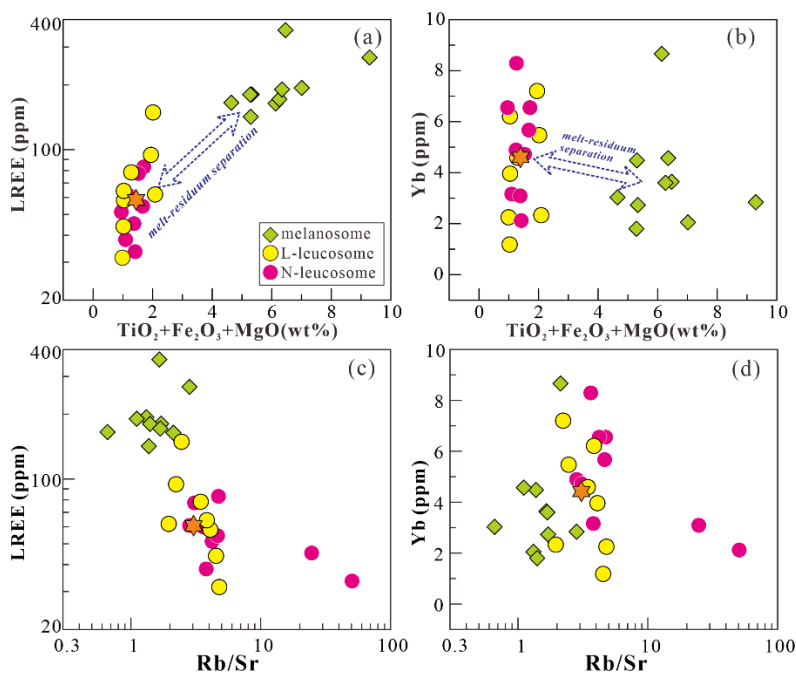 400
(a)
LREE (ppm)
100
melt-residuum separation
melanosome
L-leucosome
N-leucosome
20
0 2 4 6 8 10
TiO₂+Fe₂O₃+MgO(wt%)
10
(b)
8
Yb (ppm)
6
melt-residuum
separation
4
2
0
0 2 4 6 8 10
TiO₂+Fe₂O₃+MgO(wt%)
400
(c)
LREE (ppm)
100
20
0.3 1 10 100
Rb/Sr
10
(d)
8
Yb (ppm)
6
4
2
0
0.3 1 10 100
Rb/Sr